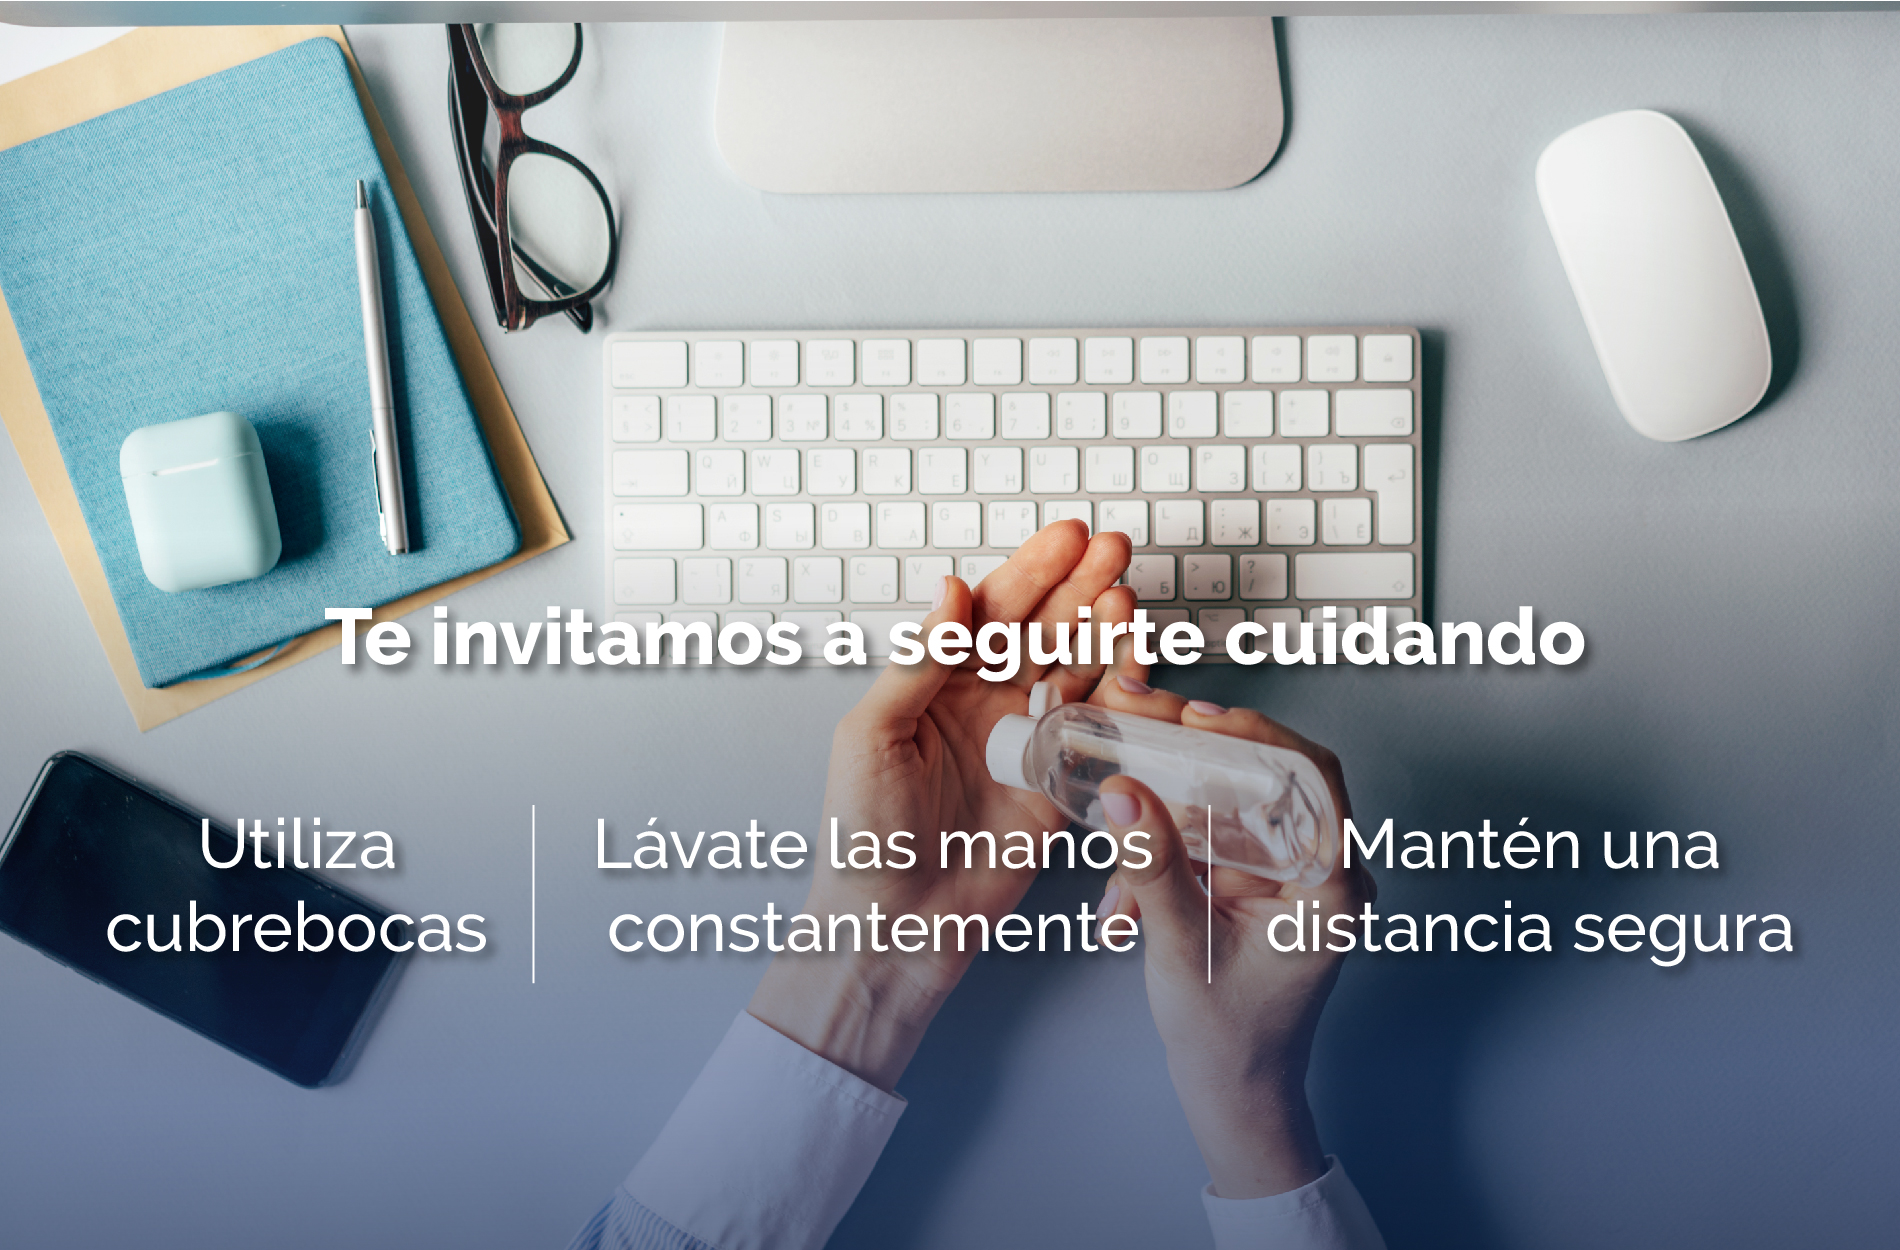 Te invitamos a seguirte cuidando
Utiliza
cubrebocas
Lávate las manos
constantemente
Mantén una
distancia segura